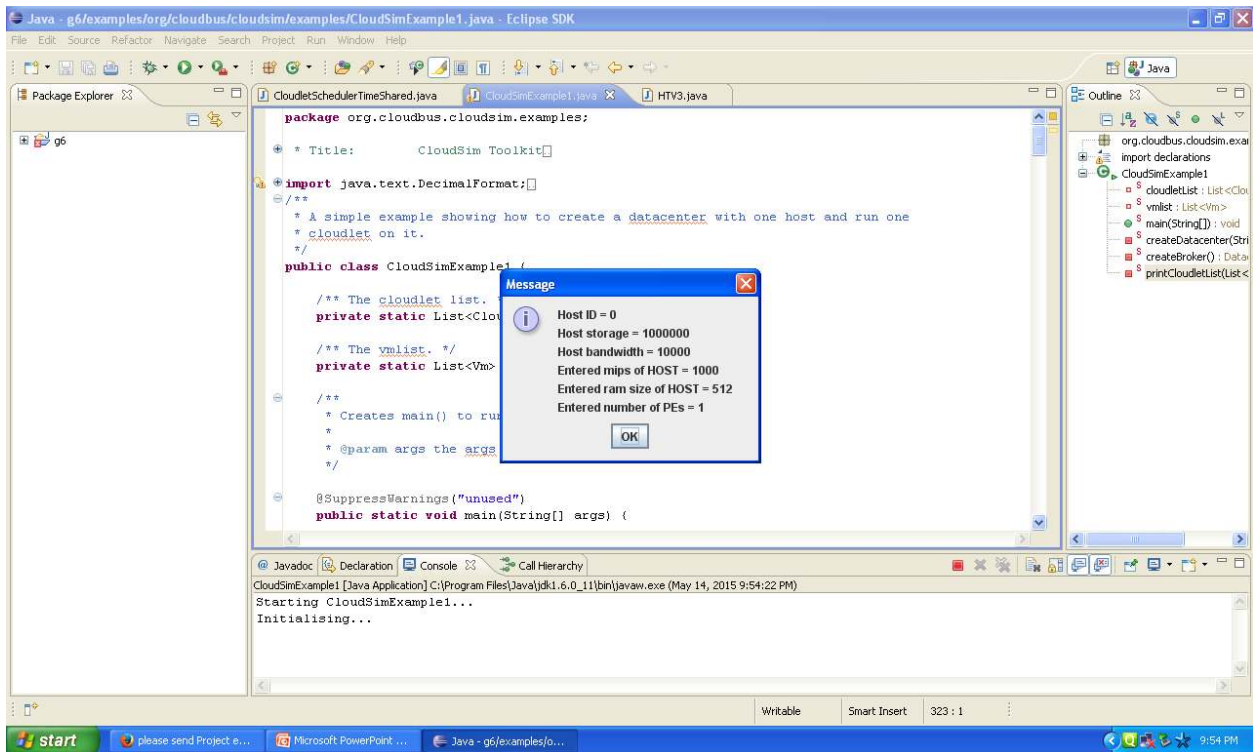 Java - g6/examples/org/cloudbus/cloudsim/examples/CloudSimExample1.java - Eclipse SDK
File Edit Source Refactor Navigate Search Project Run Window Help
Java
Package Explorer
g6
CloudletSchedulerTimeShared.java CloudSimExample1.java HTV3.java
package org.cloudbus.cloudsim.examples;
* Title: CloudSim Toolkit
import java.text.DecimalFormat;
/**
* A simple example showing how to create a datacenter with one host and run one
* cloudlet on it.
*/
public class CloudSimExample1 {
/** The cloudlet list. *
private static List<Clou
/** The vmlist. */
private static List<Vm>
/**
* Creates main() to run
*
* @param args the args
*/
@SuppressWarnings("unused")
public static void main(String[] args) {
Message
Host ID = 0
Host storage = 1000000
Host bandwidth = 10000
Entered mips of HOST = 1000
Entered ram size of HOST = 512
Entered number of PEs = 1
OK
Outline
org.cloudbus.cloudsim.exar
import declarations
CloudSimExample1
cloudletList : List<Clou
vmlist : List<Vm>
main(String[]) : void
createDatacenter(Stri
createBroker() : Data
printCloudletList(List<
@ Javadoc Declaration Console Call Hierarchy
CloudSimExample1 [Java Application] C:\Program Files\Java\jdk1.6.0_11\bin\javaw.exe (May 14, 2015 9:54:22 PM)
Starting CloudSimExample1...
Initialising...
Writable Smart Insert 323 : 1
start please send Project e... Microsoft PowerPoint ... Java - g6/examples/o... 9:54 PM